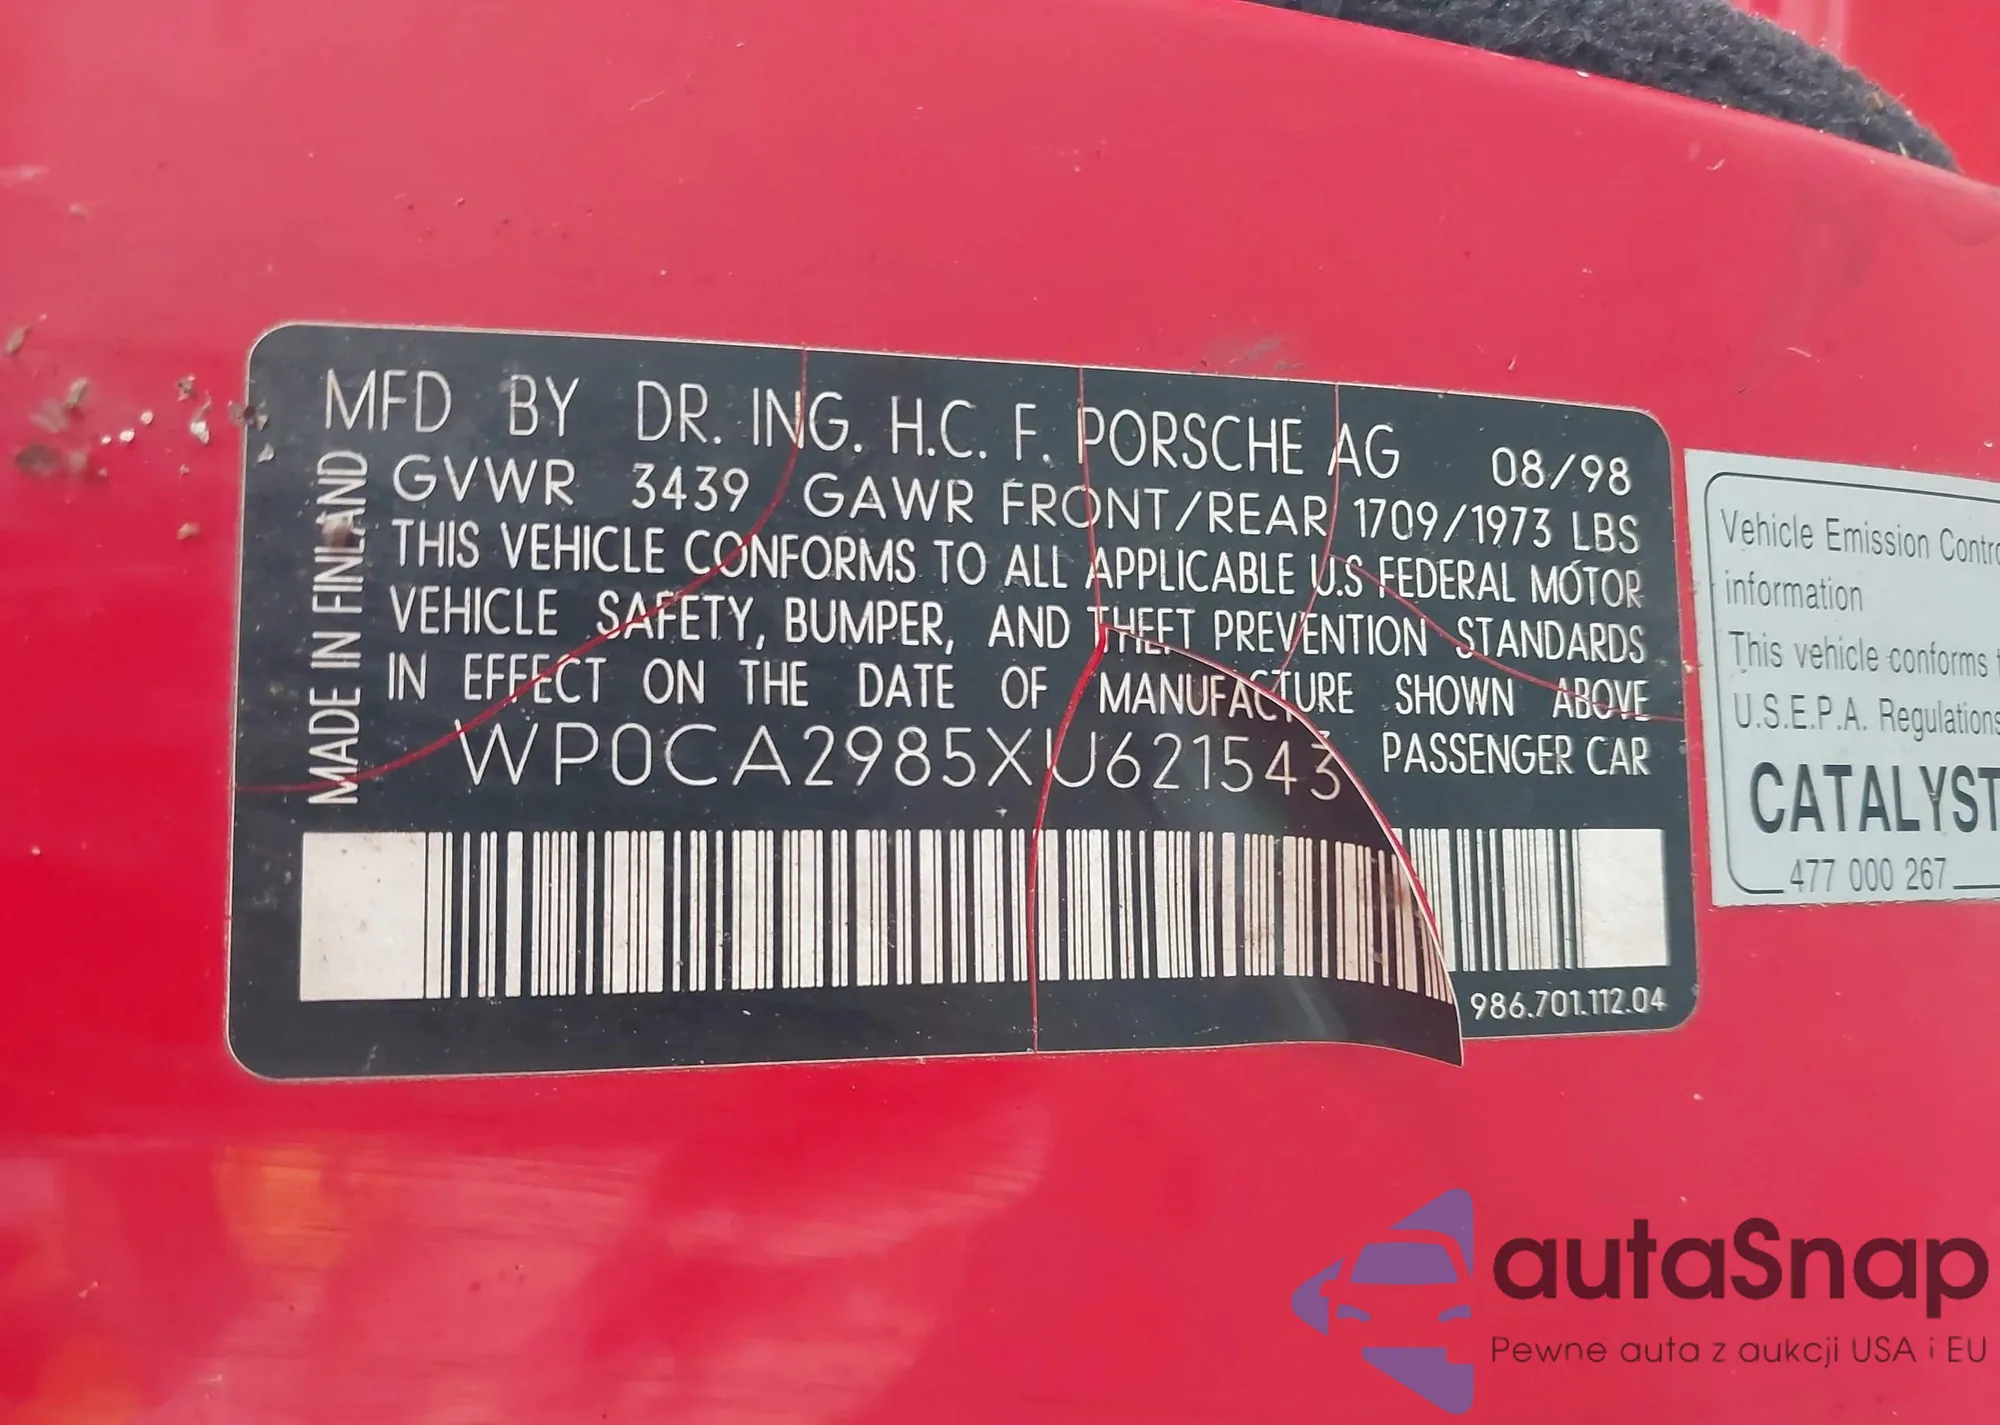 MFD BY DR. ING. H.C. F. PORSCHE AG 08/98
GVWR 3439 GAWR FRONT/REAR 1709/1973 LBS
THIS VEHICLE CONFORMS TO ALL APPLICABLE U.S FEDERAL MOTOR
VEHICLE SAFETY, BUMPER, AND THEFT PREVENTION STANDARDS
IN EFFECT ON THE DATE OF MANUFACTURE SHOWN ABOVE
WP0CA2985XU621543 PASSENGER CAR
MADE IN FINLAND
986.701.112.04
Vehicle Emission Contro
information
This vehicle conforms t
U.S.E.P.A. Regulations
CATALYST
477 000 267
autaSnap
Pewne auta z aukcji USA i EU